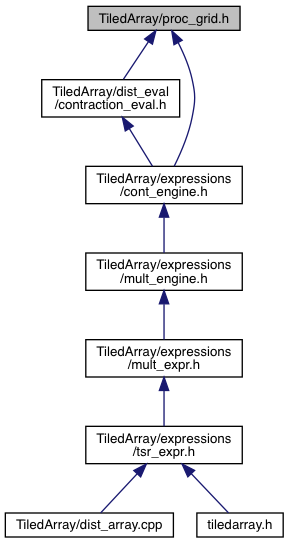 TiledArray/proc_grid.h
TiledArray/dist_eval
/contraction_eval.h
TiledArray/expressions
/cont_engine.h
TiledArray/expressions
/mult_engine.h
TiledArray/expressions
/mult_expr.h
TiledArray/expressions
/tsr_expr.h
TiledArray/dist_array.cpp
tiledarray.h